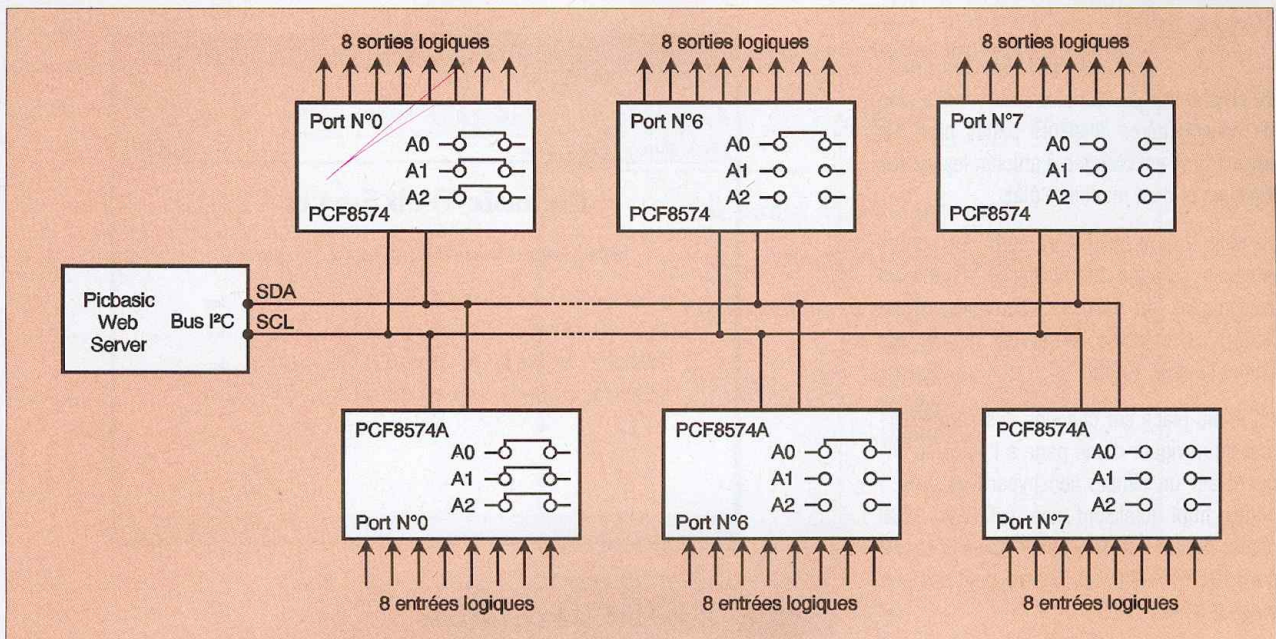 8 sorties logiques
8 sorties logiques
8 sorties logiques
Port N°0
A0
A1
A2
PCF8574
Port N°6
A0
A1
A2
PCF8574
Port N°7
A0
A1
A2
PCF8574
Picbasic
Web
Server
Bus I²C
SDA
SCL
PCF8574A
A0
A1
A2
Port N°0
PCF8574A
A0
A1
A2
Port N°6
PCF8574A
A0
A1
A2
Port N°7
8 entrées logiques
8 entrées logiques
8 entrées logiques